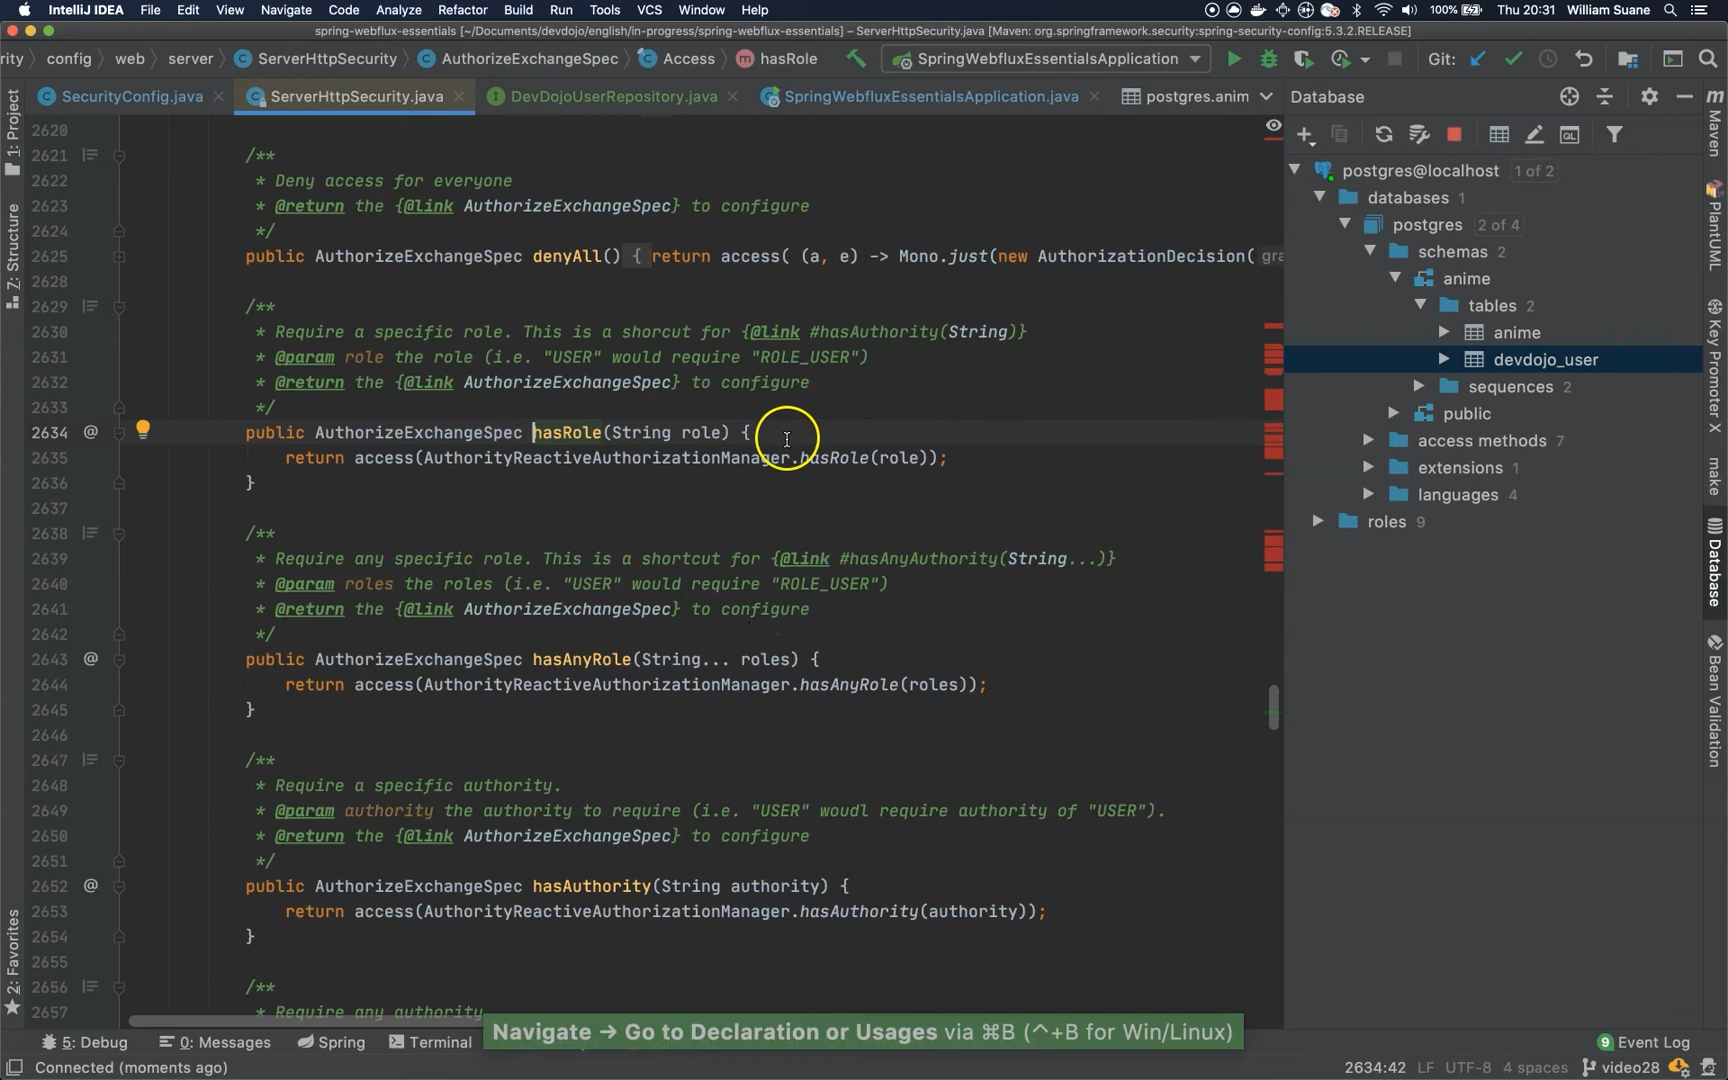 IntelliJ IDEA File Edit View Navigate Code Analyze Refactor Build Run Tools VCS Window Help 100% Thu 20:31 William Suane
spring-webflux-essentials [~/Documents/devdojo/english/in-progress/spring-webflux-essentials] – ServerHttpSecurity.java [Maven: org.springframework.security:spring-security-config:5.3.2.RELEASE]
rity config web server ServerHttpSecurity AuthorizeExchangeSpec Access hasRole SpringWebfluxEssentialsApplication Git:
SecurityConfig.java ServerHttpSecurity.java DevDojoUserRepository.java SpringWebfluxEssentialsApplication.java postgres.anim Database
2620
2621 /**
2622 * Deny access for everyone
2623 * @return the {@link AuthorizeExchangeSpec} to configure
2624 */
2625 public AuthorizeExchangeSpec denyAll() { return access( (a, e) -> Mono.just(new AuthorizationDecision( gra
2628
2629 /**
2630 * Require a specific role. This is a shorcut for {@link #hasAuthority(String)}
2631 * @param role the role (i.e. "USER" would require "ROLE_USER")
2632 * @return the {@link AuthorizeExchangeSpec} to configure
2633 */
2634 @ public AuthorizeExchangeSpec hasRole(String role) {
2635 return access(AuthorityReactiveAuthorizationManager.hasRole(role));
2636 }
2637
2638 /**
2639 * Require any specific role. This is a shortcut for {@link #hasAnyAuthority(String...)}
2640 * @param roles the roles (i.e. "USER" would require "ROLE_USER")
2641 * @return the {@link AuthorizeExchangeSpec} to configure
2642 */
2643 @ public AuthorizeExchangeSpec hasAnyRole(String... roles) {
2644 return access(AuthorityReactiveAuthorizationManager.hasAnyRole(roles));
2645 }
2646
2647 /**
2648 * Require a specific authority.
2649 * @param authority the authority to require (i.e. "USER" woudl require authority of "USER").
2650 * @return the {@link AuthorizeExchangeSpec} to configure
2651 */
2652 @ public AuthorizeExchangeSpec hasAuthority(String authority) {
2653 return access(AuthorityReactiveAuthorizationManager.hasAuthority(authority));
2654 }
2655
2656 /**
2657 * Require any authority
postgres@localhost 1 of 2
databases 1
postgres 2 of 4
schemas 2
anime
tables 2
anime
devdojo_user
sequences 2
public
access methods 7
extensions 1
languages 4
roles 9
1: Project
7: Structure
2: Favorites
m Maven
PlantUML
Key Promoter X
make
Database
Bean Validation
Navigate → Go to Declaration or Usages via ⌘B (^+B for Win/Linux)
5: Debug 0: Messages Spring Terminal 9 Event Log
Connected (moments ago) 2634:42 LF UTF-8 4 spaces video28